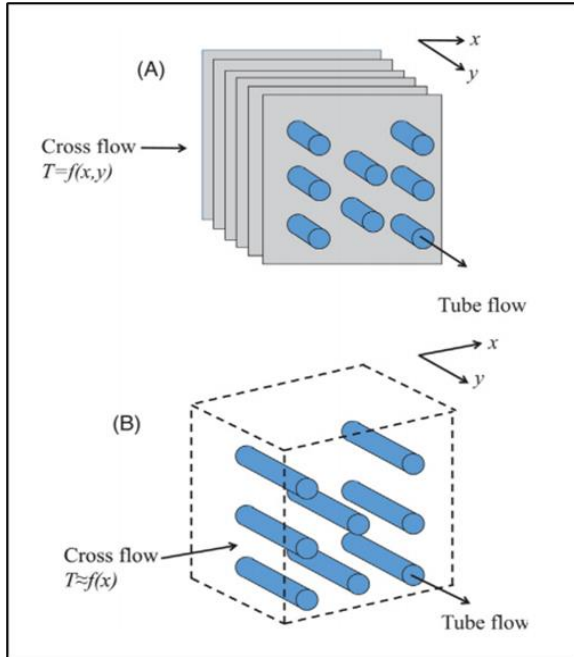 (A)
x
y
Cross flow
T=f(x,y)
Tube flow
x
y
(B)
Cross flow
T≈f(x)
Tube flow